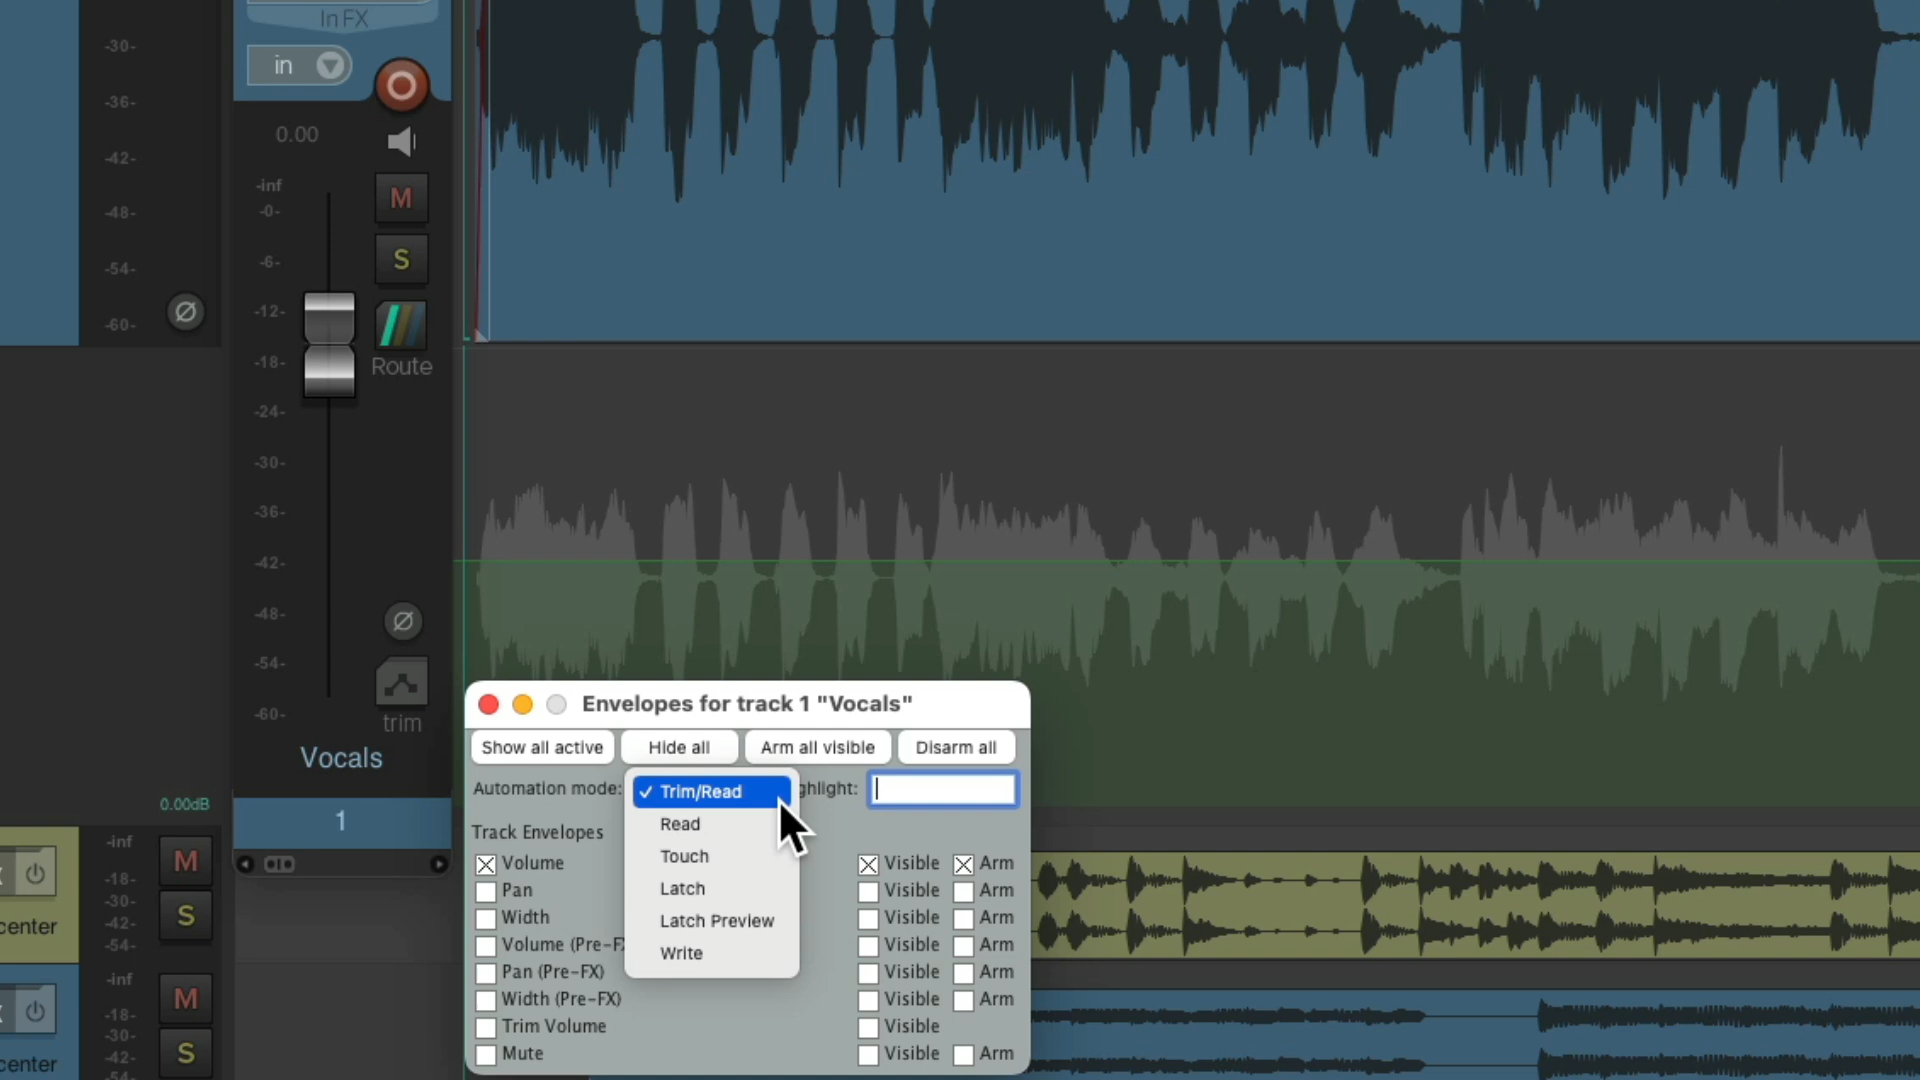 In FX
in
-30-
-36-
-42-
-48-
-54-
-60-
Ø
0.00
-inf
-0-
-6-
-12-
-18-
-24-
-30-
-36-
-42-
-48-
-54-
-60-
M
S
Route
Ø
trim
Vocals
1
0.00dB
-inf
-18-
-30-
-42-
-54-
M
S
center
-inf
-18-
-30-
-42-
-54-
M
S
center
Envelopes for track 1 "Vocals"
Show all active Hide all Arm all visible Disarm all
Automation mode: ghlight:
✓ Trim/Read
Read
Touch
Latch
Latch Preview
Write
Track Envelopes
Volume Visible Arm
Pan Visible Arm
Width Visible Arm
Volume (Pre-F Visible Arm
Pan (Pre-FX) Visible Arm
Width (Pre-FX) Visible Arm
Trim Volume Visible
Mute Visible Arm